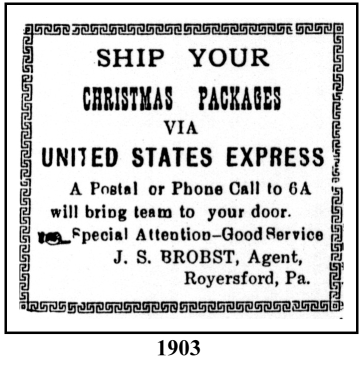 SHIP YOUR
CHRISTMAS PACKAGES
VIA
UNITED STATES EXPRESS
A Postal or Phone Call to 6A
will bring team to your door.
Special Attention–Good Service
J. S. BROBST, Agent,
Royersford, Pa.
1903